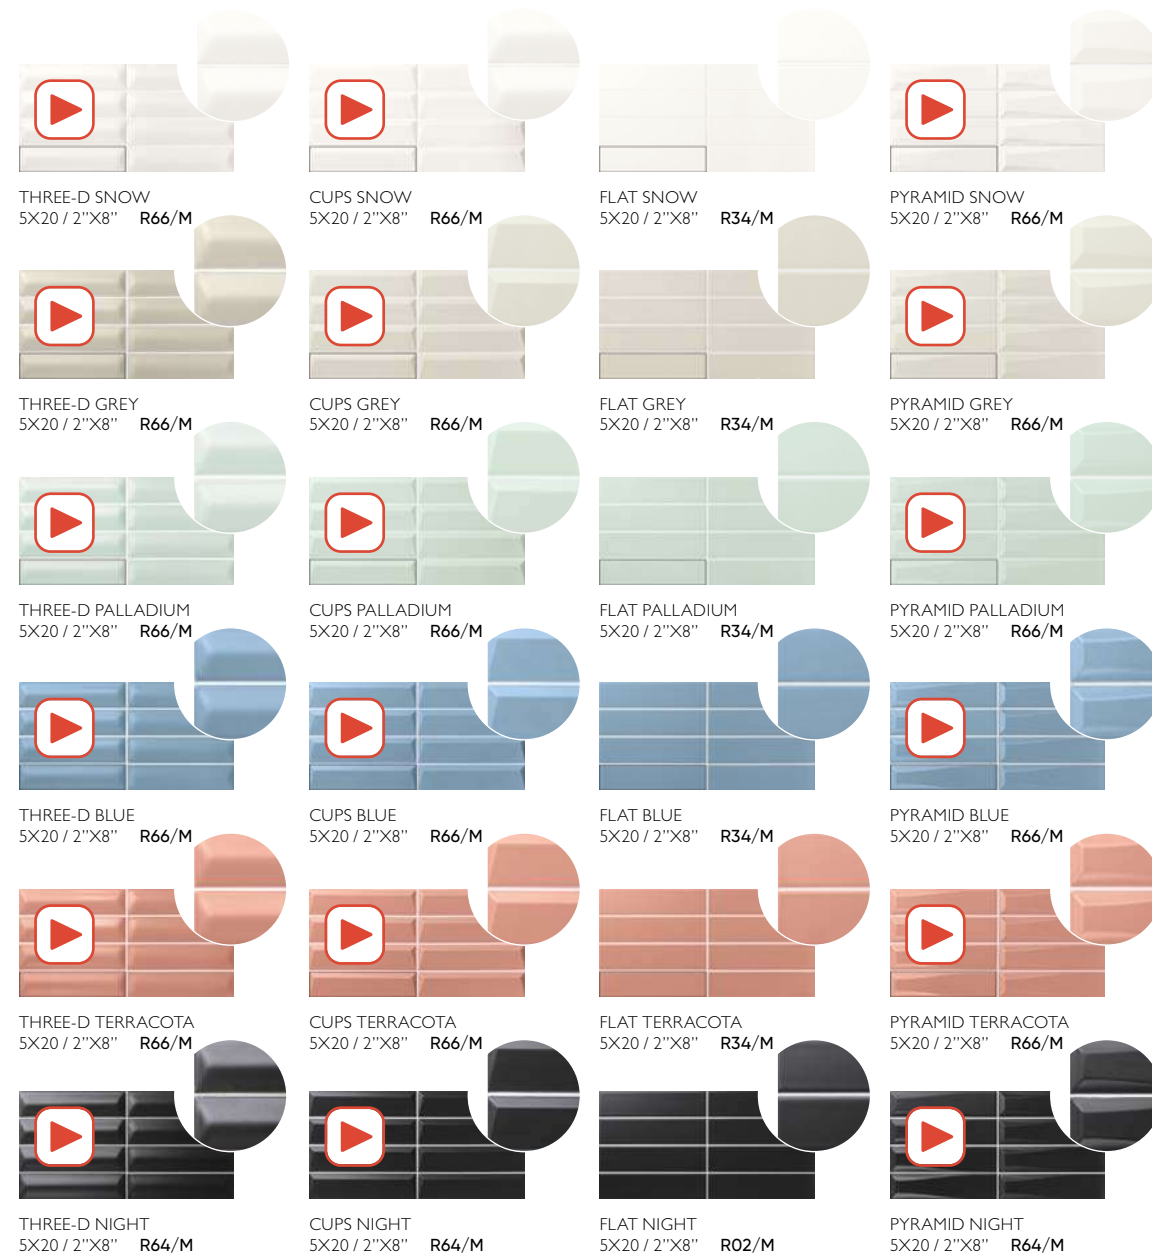 THREE-D SNOW
5X20 / 2”X8” R66/M
CUPS SNOW
5X20 / 2”X8” R66/M
FLAT SNOW
5X20 / 2”X8” R34/M
PYRAMID SNOW
5X20 / 2”X8” R66/M
THREE-D GREY
5X20 / 2”X8” R66/M
CUPS GREY
5X20 / 2”X8” R66/M
FLAT GREY
5X20 / 2”X8” R34/M
PYRAMID GREY
5X20 / 2”X8” R66/M
THREE-D PALLADIUM
5X20 / 2”X8” R66/M
CUPS PALLADIUM
5X20 / 2”X8” R66/M
FLAT PALLADIUM
5X20 / 2”X8” R34/M
PYRAMID PALLADIUM
5X20 / 2”X8” R66/M
THREE-D BLUE
5X20 / 2”X8” R66/M
CUPS BLUE
5X20 / 2”X8” R66/M
FLAT BLUE
5X20 / 2”X8” R34/M
PYRAMID BLUE
5X20 / 2”X8” R66/M
THREE-D TERRACOTA
5X20 / 2”X8” R66/M
CUPS TERRACOTA
5X20 / 2”X8” R66/M
FLAT TERRACOTA
5X20 / 2”X8” R34/M
PYRAMID TERRACOTA
5X20 / 2”X8” R66/M
THREE-D NIGHT
5X20 / 2”X8” R64/M
CUPS NIGHT
5X20 / 2”X8” R64/M
FLAT NIGHT
5X20 / 2”X8” R02/M
PYRAMID NIGHT
5X20 / 2”X8” R64/M